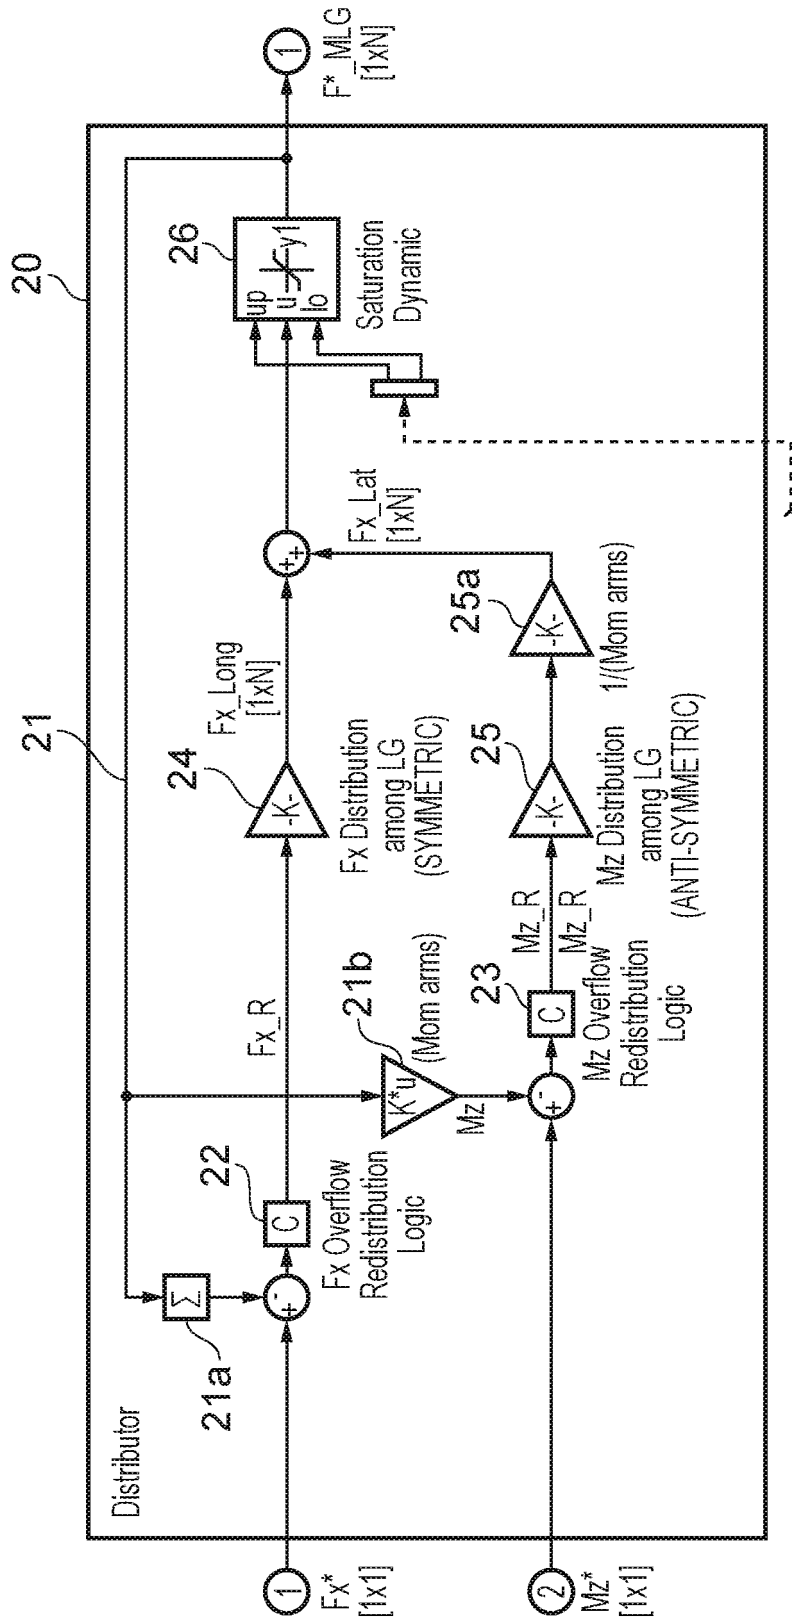 20
Distributor
21
21a
Σ
1
Fx*
[1x1]
+
-
22
C
Fx Overflow
Redistribution
Logic
Fx_R
24
-K-
Fx Distribution
among LG
(SYMMETRIC)
Fx_Long
[1xN]
+
+
26
up
u
lo
y1
Saturation
Dynamic
1
F*_MLG
[1xN]
21b
K*u
(Mom arms)
Mz
2
Mz*
[1x1]
+
-
23
C
Mz Overflow
Redistribution
Logic
Mz_R
Mz_R
25
-K-
Mz Distribution
among LG
(ANTI-SYMMETRIC)
25a
-K-
1/(Mom arms)
Fx_Lat
[1xN]